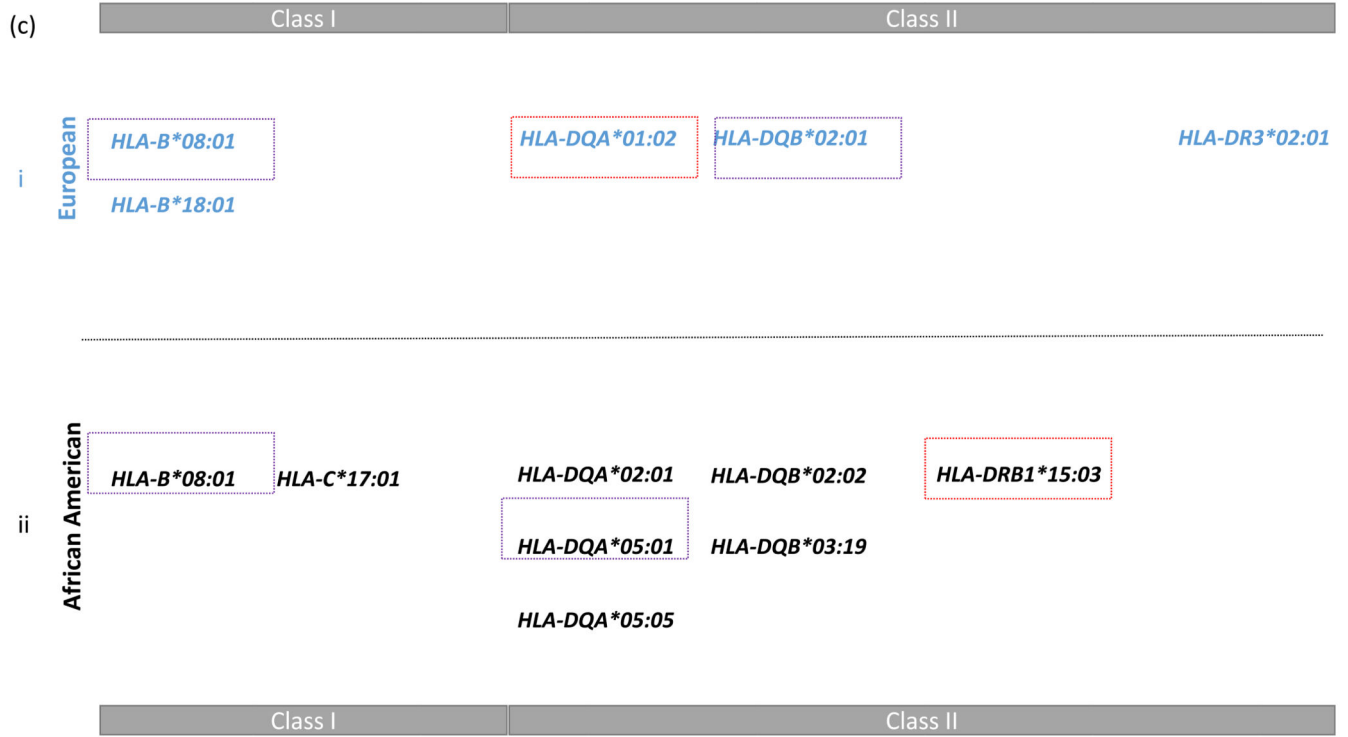 (c)
Class I
Class II
i
European
HLA-B*08:01
HLA-DQA*01:02
HLA-DQB*02:01
HLA-DR3*02:01
HLA-B*18:01
ii
African American
HLA-B*08:01
HLA-C*17:01
HLA-DQA*02:01
HLA-DQB*02:02
HLA-DRB1*15:03
HLA-DQA*05:01
HLA-DQB*03:19
HLA-DQA*05:05
Class I
Class II